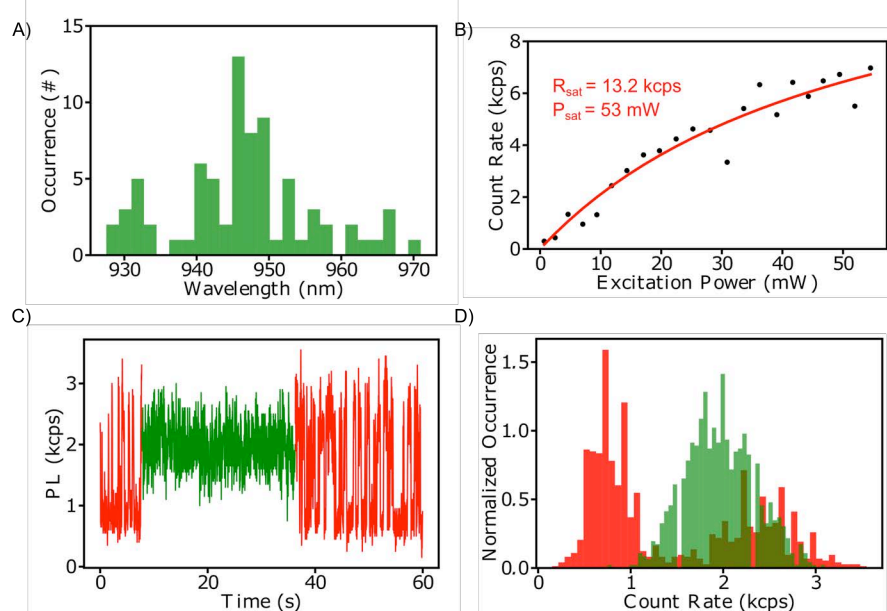 A)
Occurrence (#)
15
10
5
0
930 940 950 960 970
Wavelength (nm)
B)
Count Rate (kcps)
8
6
4
2
0
R_sat = 13.2 kcps
P_sat = 53 mW
0 10 20 30 40 50
Excitation Power (mW)
C)
PL (kcps)
3
2
1
0
0 20 40 60
Time (s)
D)
Normalized Occurrence
1.5
1.0
0.5
0.0
0 1 2 3
Count Rate (kcps)